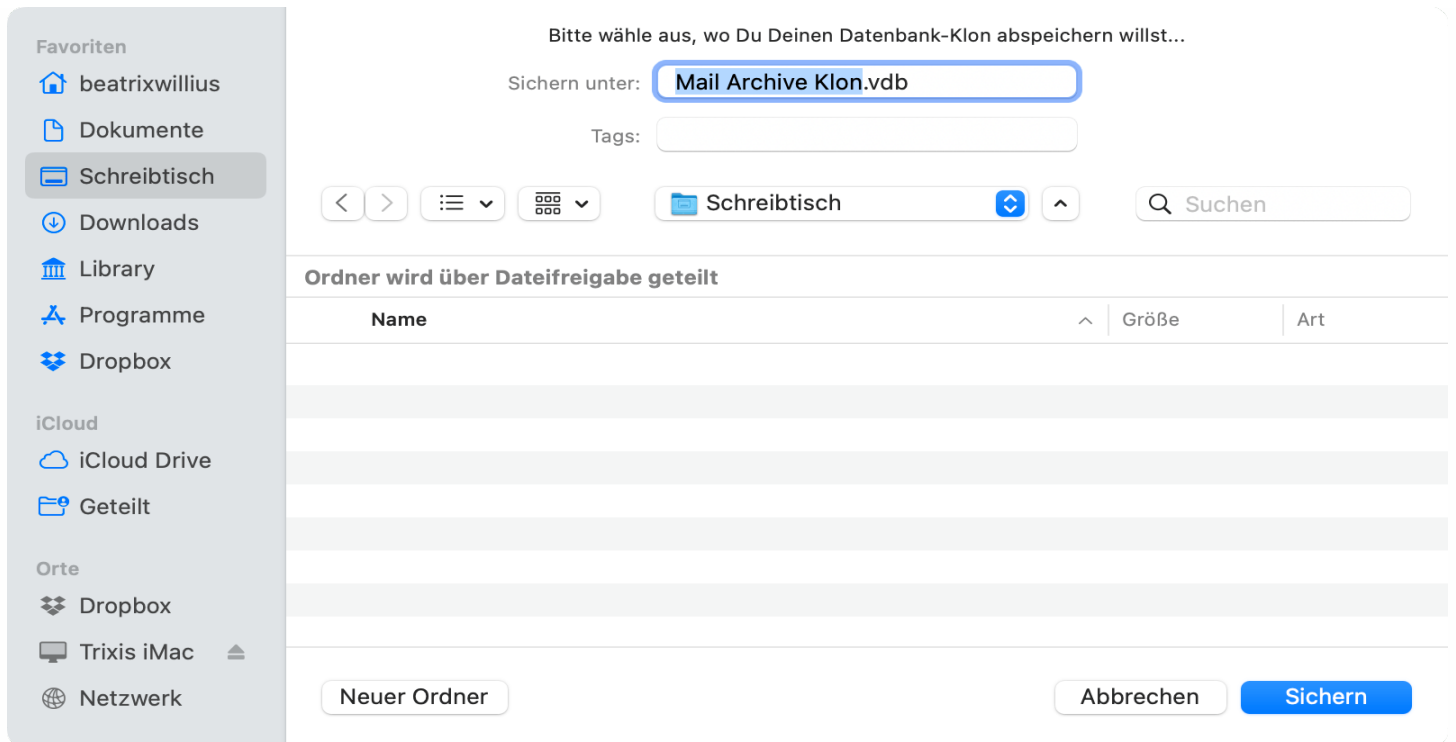 Favoriten
beatrixwillius
Dokumente
Schreibtisch
Downloads
Library
Programme
Dropbox
iCloud
iCloud Drive
Geteilt
Orte
Dropbox
Trixis iMac
Netzwerk
Bitte wähle aus, wo Du Deinen Datenbank-Klon abspeichern willst...
Sichern unter: Mail Archive Klon.vdb
Tags:
Schreibtisch Suchen
Ordner wird über Dateifreigabe geteilt
Name Größe Art
Neuer Ordner Abbrechen Sichern